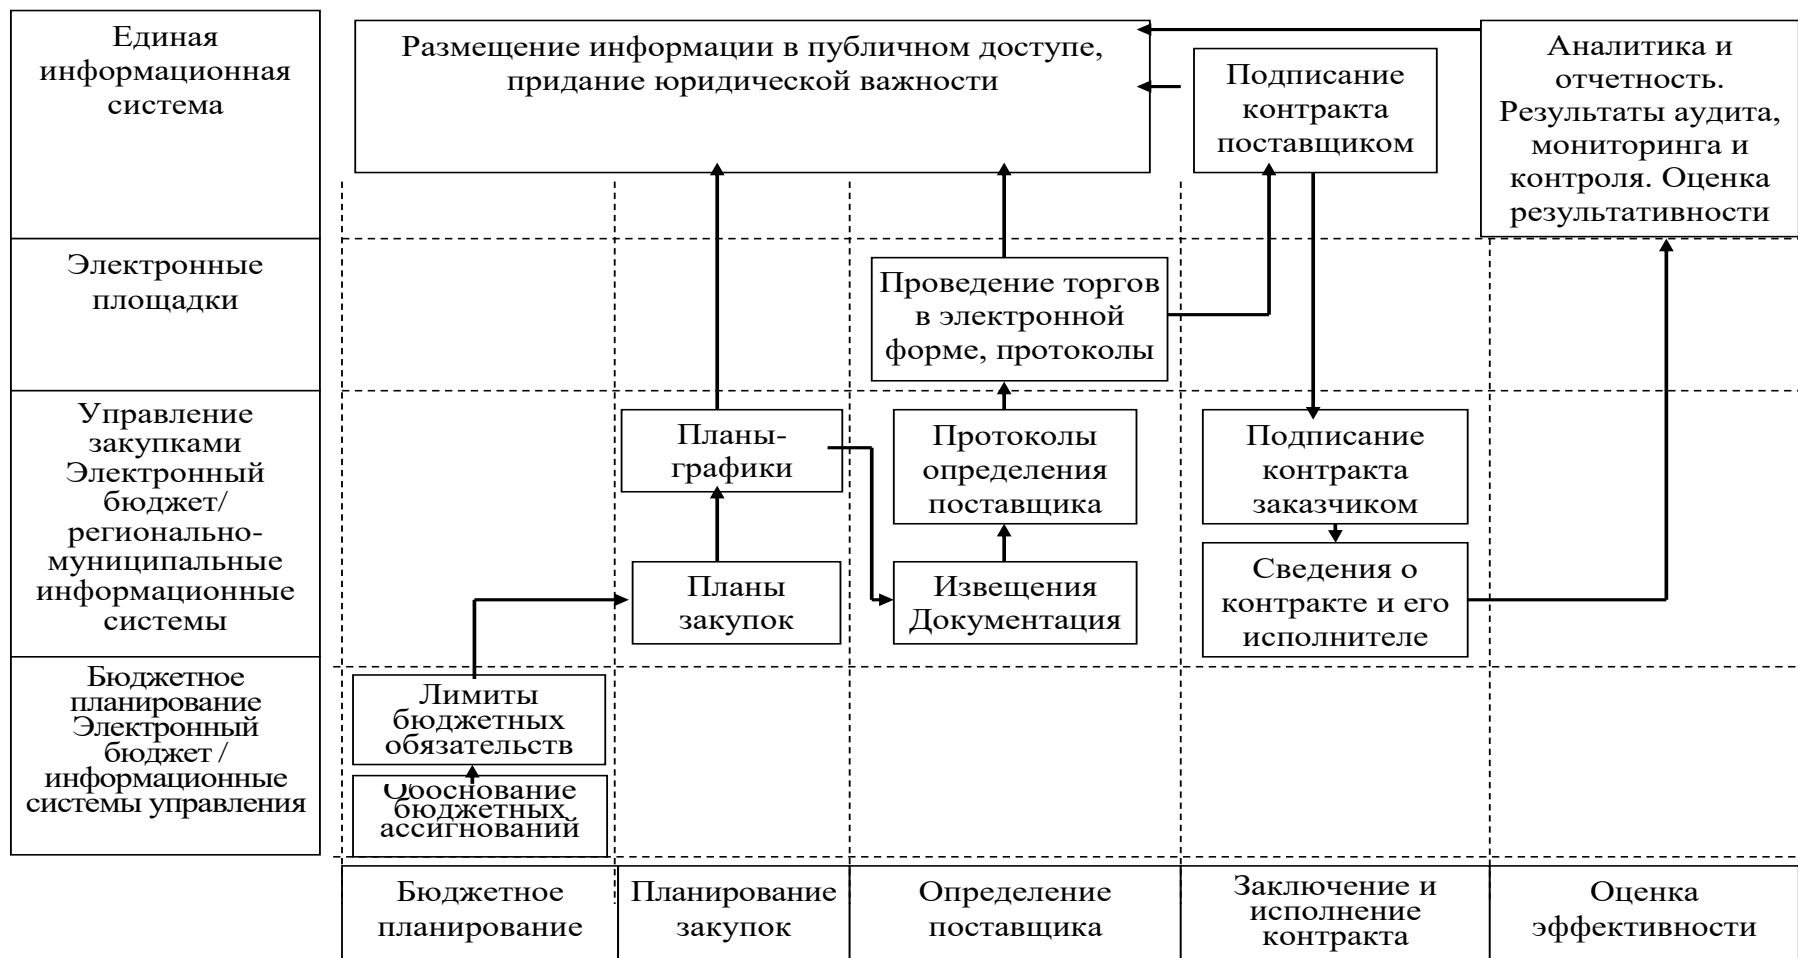 Единая
информационная
система
Размещение информации в публичном доступе,
придание юридической важности
Подписание
контракта
поставщиком
Аналитика и
отчетность.
Результаты аудита,
мониторинга и
контроля. Оценка
результативности
Электронные
площадки
Проведение торгов
в электронной
форме, протоколы
Управление
закупками
Электронный
бюджет/
регионально-
муниципальные
информационные
системы
Планы-
графики
Протоколы
определения
поставщика
Подписание
контракта
заказчиком
Планы
закупок
Извещения
Документация
Сведения о
контракте и его
исполнителе
Бюджетное
планирование
Электронный
бюджет /
информационные
системы управления
Лимиты
бюджетных
обязательств
Обоснование
бюджетных
ассигнований
Бюджетное
планирование
Планирование
закупок
Определение
поставщика
Заключение и
исполнение
контракта
Оценка
эффективности